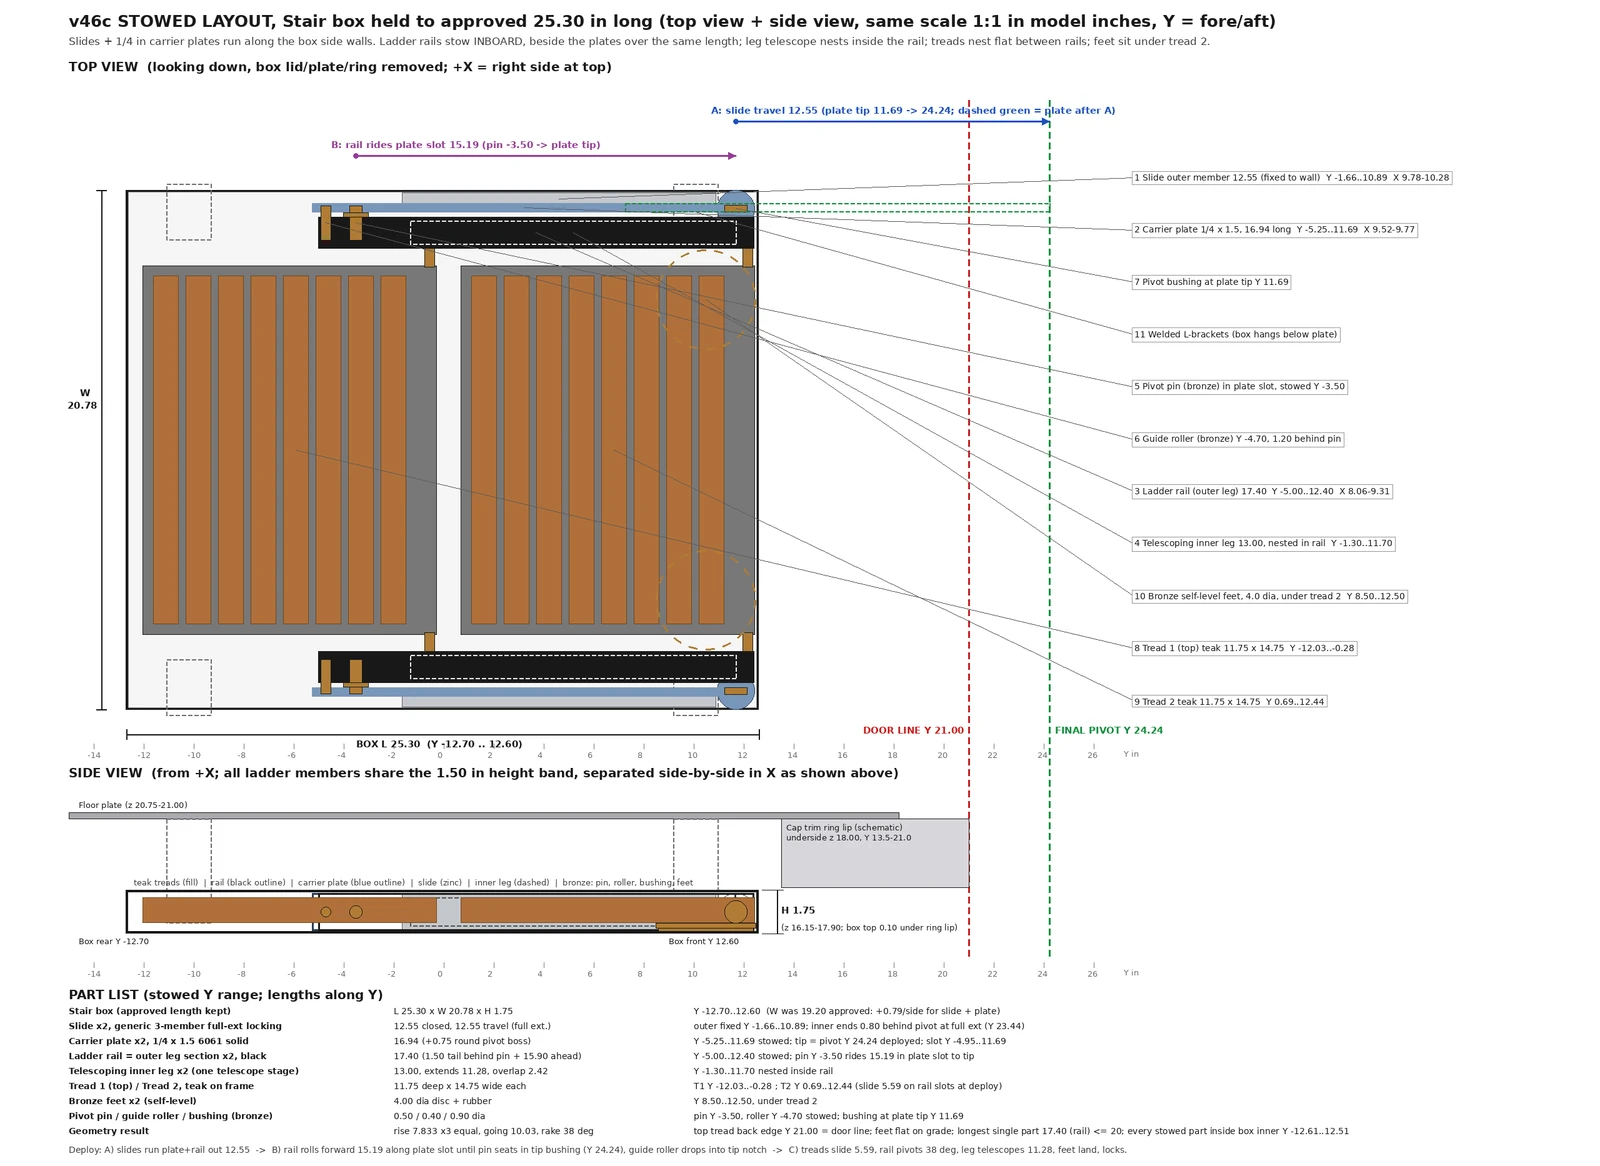 v46c STOWED LAYOUT, Stair box held to approved 25.30 in long (top view + side view, same scale 1:1 in model inches, Y = fore/aft)
Slides + 1/4 in carrier plates run along the box side walls. Ladder rails stow INBOARD, beside the plates over the same length; leg telescope nests inside the rail; treads nest flat between rails; feet sit under tread 2.
TOP VIEW (looking down, box lid/plate/ring removed; +X = right side at top)
A: slide travel 12.55 (plate tip 11.69 -> 24.24; dashed green = plate after A)
B: rail rides plate slot 15.19 (pin -3.50 -> plate tip)
1 Slide outer member 12.55 (fixed to wall) Y -1.66..10.89 X 9.78-10.28
2 Carrier plate 1/4 x 1.5, 16.94 long Y -5.25..11.69 X 9.52-9.77
7 Pivot bushing at plate tip Y 11.69
11 Welded L-brackets (box hangs below plate)
5 Pivot pin (bronze) in plate slot, stowed Y -3.50
W
20.78
6 Guide roller (bronze) Y -4.70, 1.20 behind pin
3 Ladder rail (outer leg) 17.40 Y -5.00..12.40 X 8.06-9.31
4 Telescoping inner leg 13.00, nested in rail Y -1.30..11.70
10 Bronze self-level feet, 4.0 dia, under tread 2 Y 8.50..12.50
8 Tread 1 (top) teak 11.75 x 14.75 Y -12.03..-0.28
9 Tread 2 teak 11.75 x 14.75 Y 0.69..12.44
DOOR LINE Y 21.00
FINAL PIVOT Y 24.24
BOX L 25.30 (Y -12.70 .. 12.60)
-14 -12 -10 -8 -6 -4 -2 0 2 4 6 8 10 12 14 16 18 20 22 24 26 Y in
SIDE VIEW (from +X; all ladder members share the 1.50 in height band, separated side-by-side in X as shown above)
Floor plate (z 20.75-21.00)
Cap trim ring lip (schematic)
underside z 18.00, Y 13.5-21.0
teak treads (fill) | rail (black outline) | carrier plate (blue outline) | slide (zinc) | inner leg (dashed) | bronze: pin, roller, bushing, feet
H 1.75
(z 16.15-17.90; box top 0.10 under ring lip)
Box rear Y -12.70
Box front Y 12.60
-14 -12 -10 -8 -6 -4 -2 0 2 4 6 8 10 12 14 16 18 20 22 24 26 Y in
PART LIST (stowed Y range; lengths along Y)
Stair box (approved length kept) L 25.30 x W 20.78 x H 1.75 Y -12.70..12.60 (W was 19.20 approved: +0.79/side for slide + plate)
Slide x2, generic 3-member full-ext locking 12.55 closed, 12.55 travel (full ext.) outer fixed Y -1.66..10.89; inner ends 0.80 behind pivot at full ext (Y 23.44)
Carrier plate x2, 1/4 x 1.5 6061 solid 16.94 (+0.75 round pivot boss) Y -5.25..11.69 stowed; tip = pivot Y 24.24 deployed; slot Y -4.95..11.69
Ladder rail = outer leg section x2, black 17.40 (1.50 tail behind pin + 15.90 ahead) Y -5.00..12.40 stowed; pin Y -3.50 rides 15.19 in plate slot to tip
Telescoping inner leg x2 (one telescope stage) 13.00, extends 11.28, overlap 2.42 Y -1.30..11.70 nested inside rail
Tread 1 (top) / Tread 2, teak on frame 11.75 deep x 14.75 wide each T1 Y -12.03..-0.28 ; T2 Y 0.69..12.44 (slide 5.59 on rail slots at deploy)
Bronze feet x2 (self-level) 4.00 dia disc + rubber Y 8.50..12.50, under tread 2
Pivot pin / guide roller / bushing (bronze) 0.50 / 0.40 / 0.90 dia pin Y -3.50, roller Y -4.70 stowed; bushing at plate tip Y 11.69
Geometry result rise 7.833 x3 equal, going 10.03, rake 38 deg top tread back edge Y 21.00 = door line; feet flat on grade; longest single part 17.40 (rail) <= 20; every stowed part inside box inner Y -12.61..12.51
Deploy: A) slides run plate+rail out 12.55 -> B) rail rolls forward 15.19 along plate slot until pin seats in tip bushing (Y 24.24), guide roller drops into tip notch -> C) treads slide 5.59, rail pivots 38 deg, leg telescopes 11.28, feet land, locks.